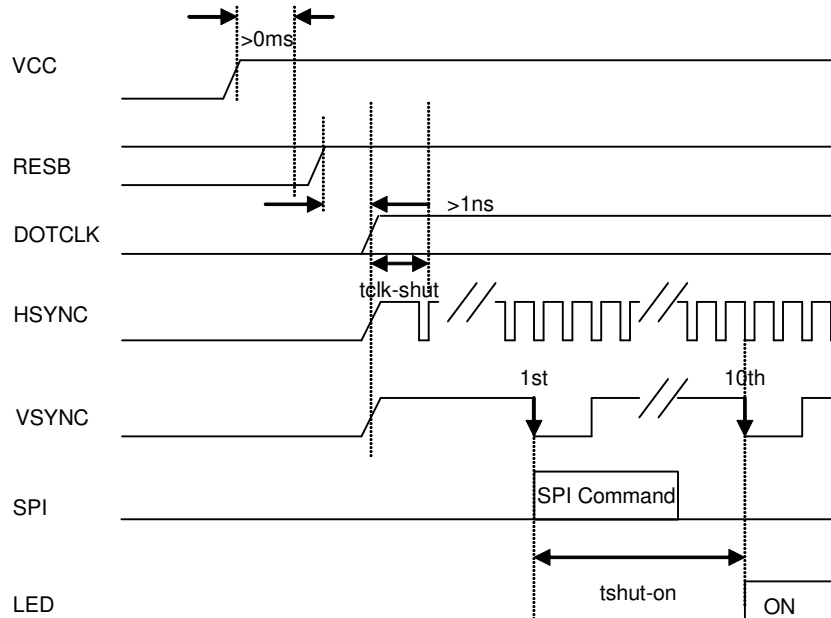 >0ms
VCC
RESB
>1ns
DOTCLK
tclk-shut
HSYNC
1st
10th
VSYNC
SPI Command
SPI
tshut-on
LED
ON